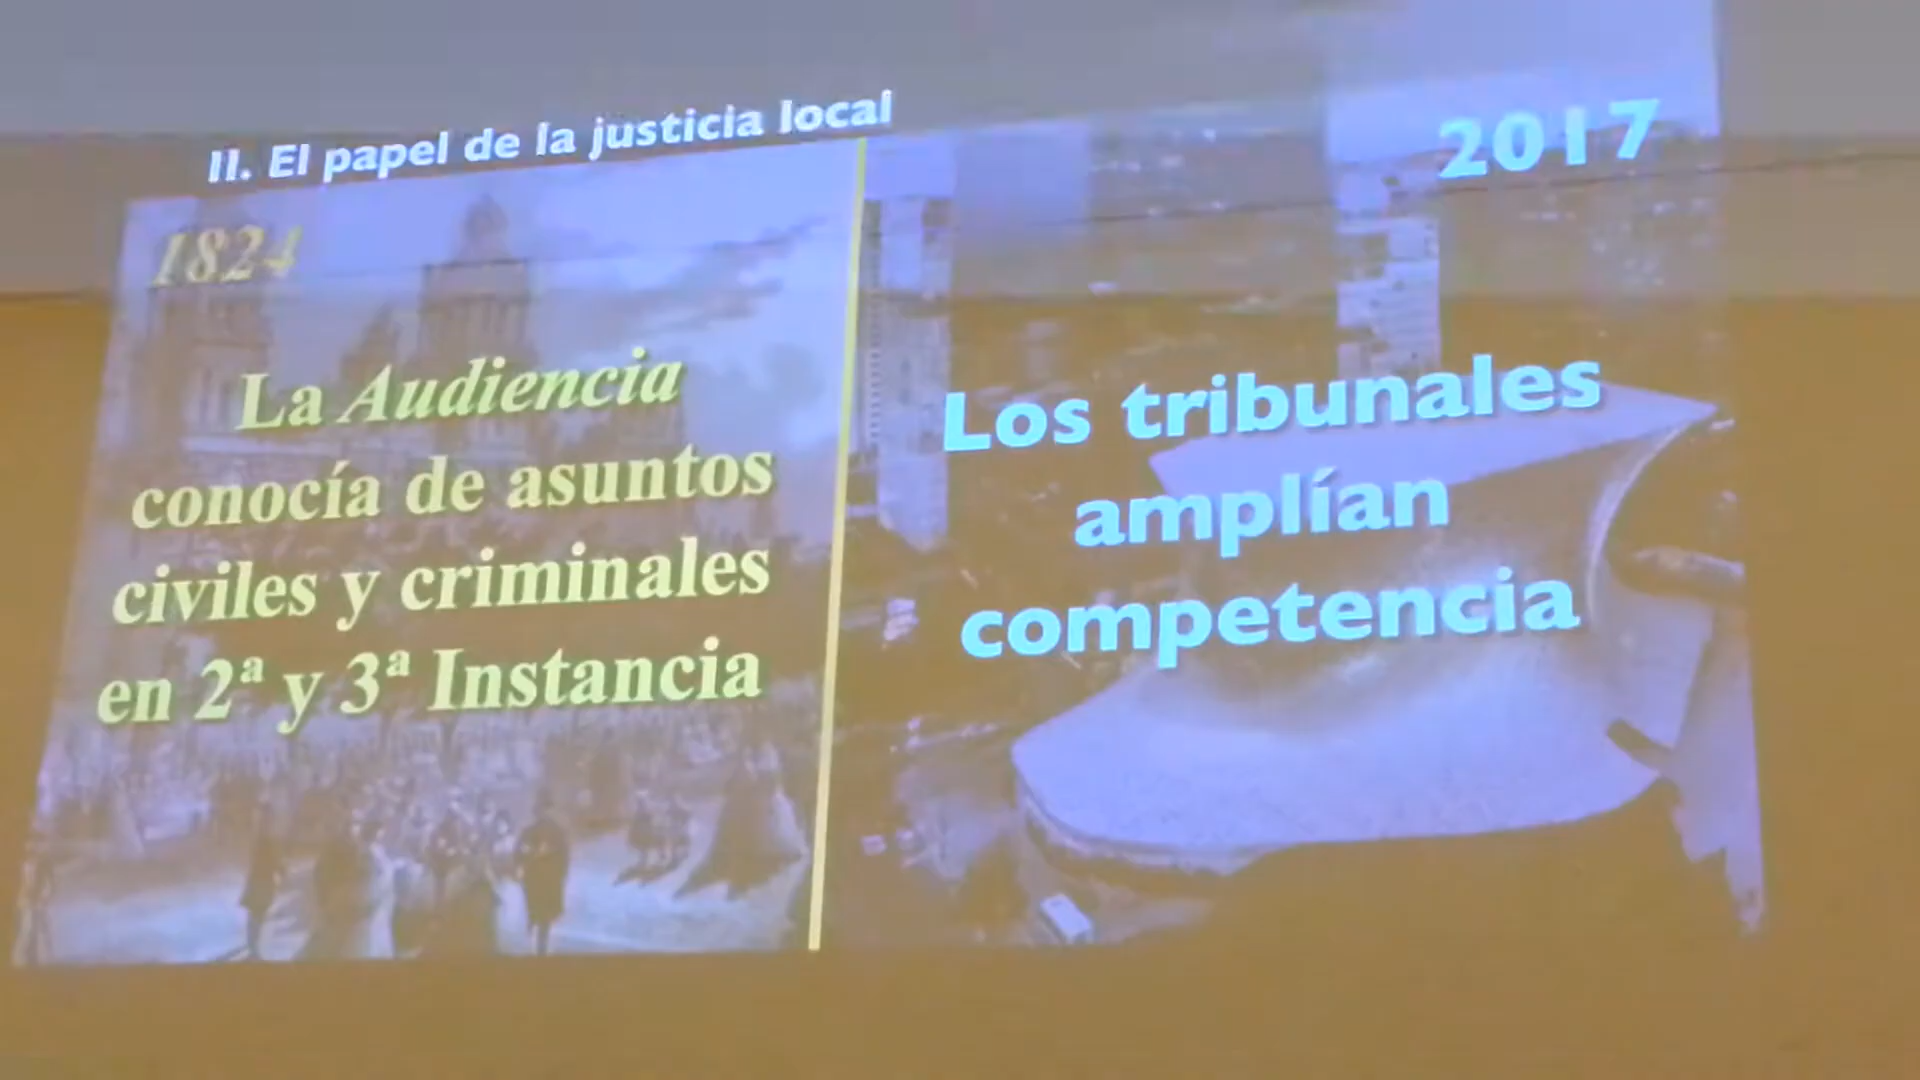 II. El papel de la justicia local
1824
La Audiencia
conocía de asuntos
civiles y criminales
en 2ª y 3ª Instancia
2017
Los tribunales
amplían
competencia